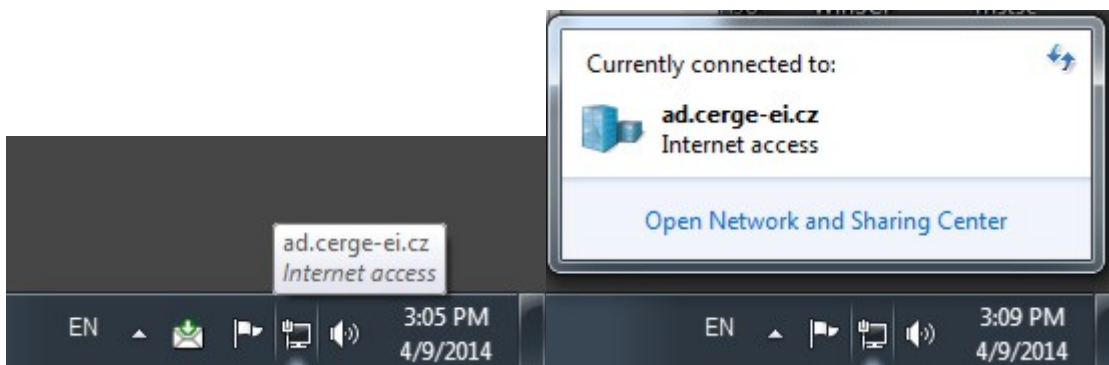 ad.cerge-ei.cz
Internet access
EN
3:05 PM
4/9/2014
Currently connected to:
ad.cerge-ei.cz
Internet access
Open Network and Sharing Center
EN
3:09 PM
4/9/2014